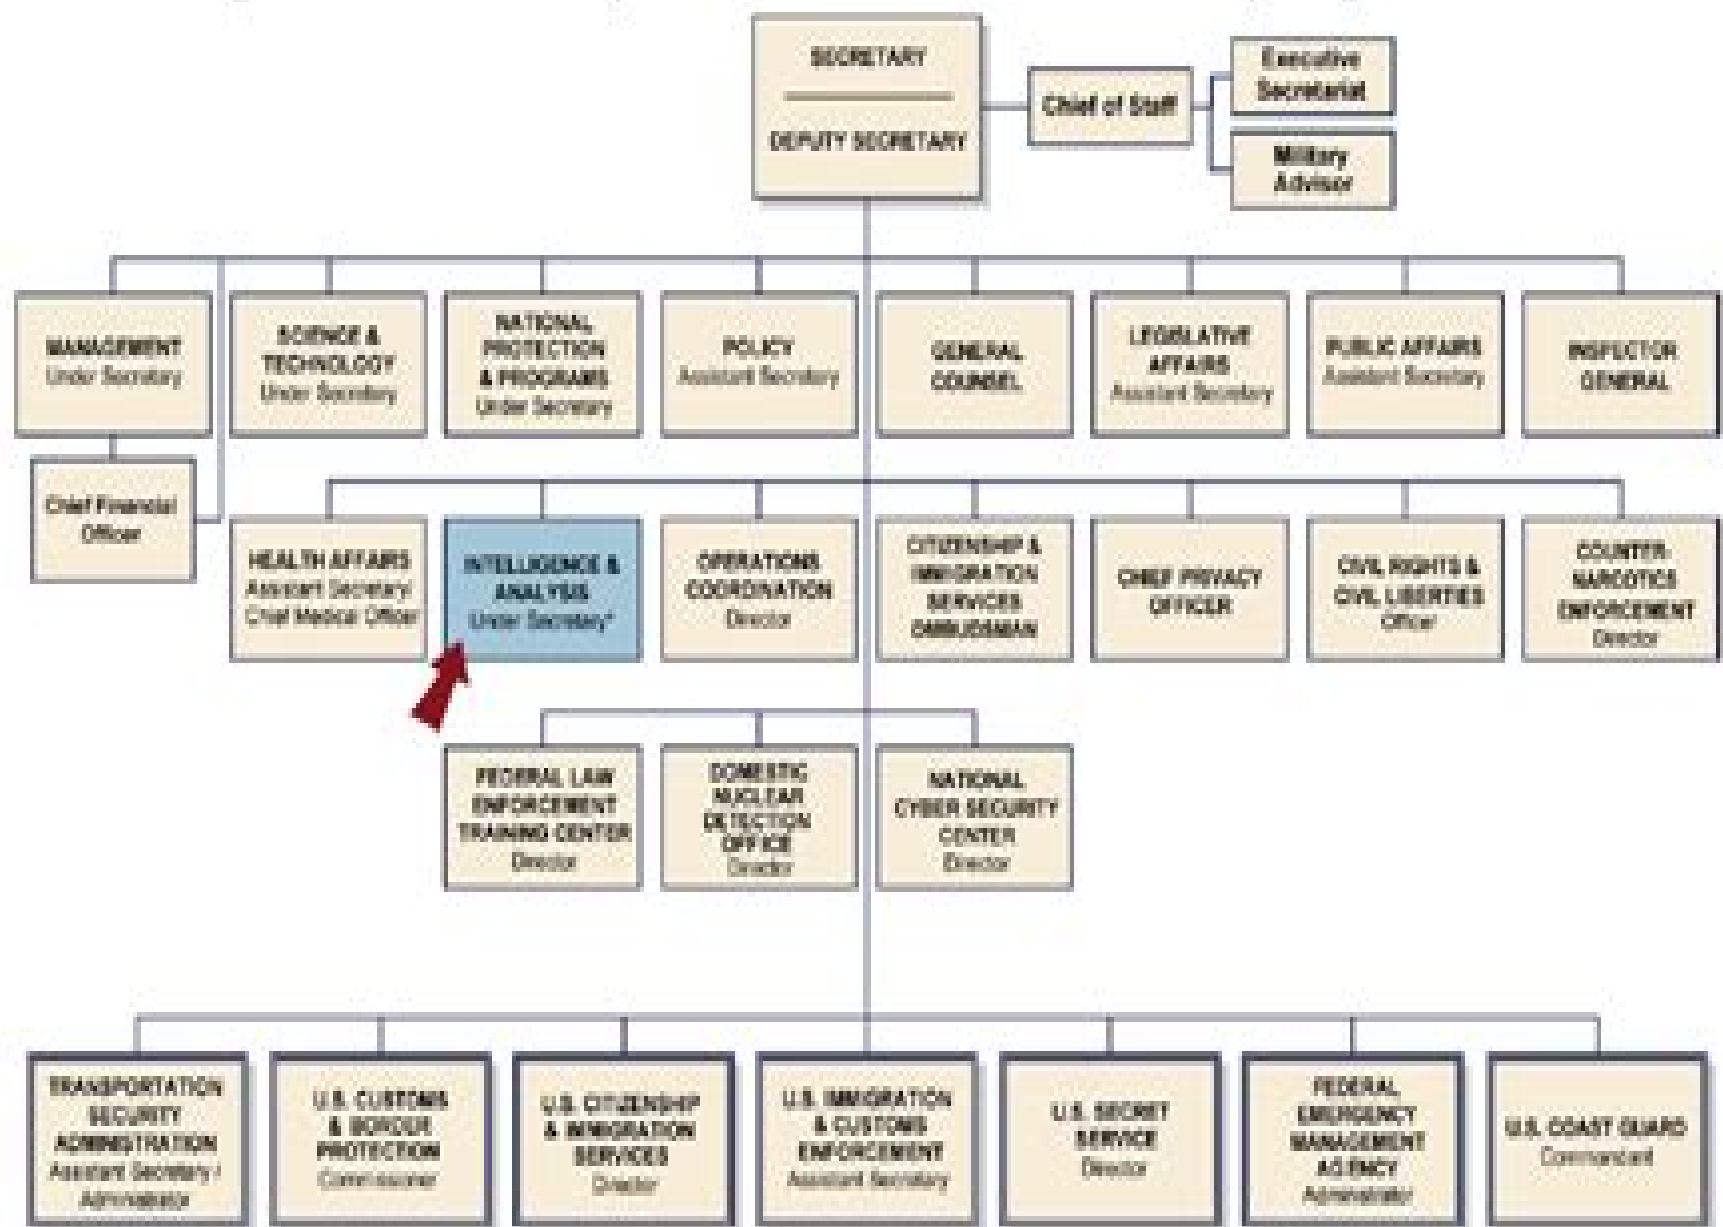 SECRETARY
DEPUTY SECRETARY
Chief of Staff
Executive
Secretariat
Military
Advisor
MANAGEMENT
Under Secretary
SCIENCE &
TECHNOLOGY
Under Secretary
NATIONAL
PROTECTION
& PROGRAMS
Under Secretary
POLICY
Assistant Secretary
GENERAL
COUNSEL
LEGISLATIVE
AFFAIRS
Assistant Secretary
PUBLIC AFFAIRS
Assistant Secretary
INSPECTOR
GENERAL
Chief Financial
Officer
HEALTH AFFAIRS
Assistant Secretary/
Chief Medical Officer
INTELLIGENCE &
ANALYSIS
Under Secretary*
OPERATIONS
COORDINATION
Director
CITIZENSHIP &
IMMIGRATION
SERVICES
OMBUDSMAN
CHIEF PRIVACY
OFFICER
CIVIL RIGHTS &
CIVIL LIBERTIES
Officer
COUNTER-
NARCOTICS
ENFORCEMENT
Director
FEDERAL LAW
ENFORCEMENT
TRAINING CENTER
Director
DOMESTIC
NUCLEAR
DETECTION
OFFICE
Director
NATIONAL
CYBER SECURITY
CENTER
Director
TRANSPORTATION
SECURITY
ADMINISTRATION
Assistant Secretary /
Administrator
U.S. CUSTOMS
& BORDER
PROTECTION
Commissioner
U.S. CITIZENSHIP
& IMMIGRATION
SERVICES
Director
U.S. IMMIGRATION
& CUSTOMS
ENFORCEMENT
Assistant Secretary
U.S. SECRET
SERVICE
Director
FEDERAL
EMERGENCY
MANAGEMENT
AGENCY
Administrator
U.S. COAST GUARD
Commandant